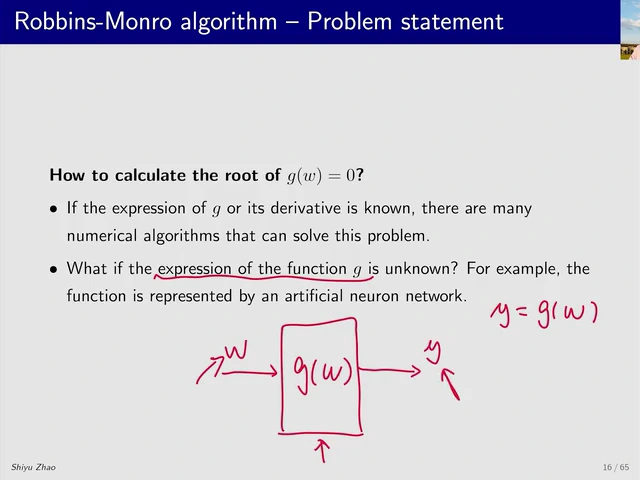 Robbins-Monro algorithm – Problem statement
How to calculate the root of g(w) = 0?
• If the expression of g or its derivative is known, there are many
numerical algorithms that can solve this problem.
• What if the expression of the function g is unknown? For example, the
function is represented by an artificial neuron network.
y = g(w)
w
g(w)
y
Shiyu Zhao
16 / 65